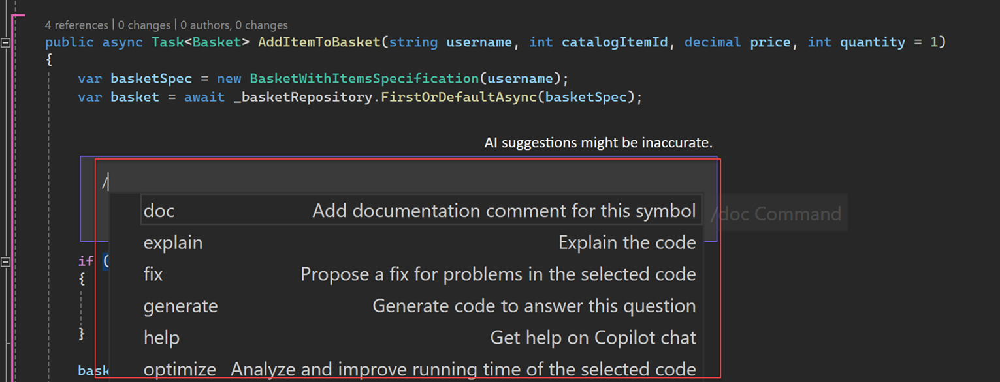 4 references | 0 changes | 0 authors, 0 changes
public async Task<Basket> AddItemToBasket(string username, int catalogItemId, decimal price, int quantity = 1)
{
var basketSpec = new BasketWithItemsSpecification(username);
var basket = await _basketRepository.FirstOrDefaultAsync(basketSpec);
AI suggestions might be inaccurate.
/
doc Add documentation comment for this symbol
/doc Command
explain Explain the code
if (
fix Propose a fix for problems in the selected code
{
generate Generate code to answer this question
help Get help on Copilot chat
}
optimize Analyze and improve running time of the selected code
bask